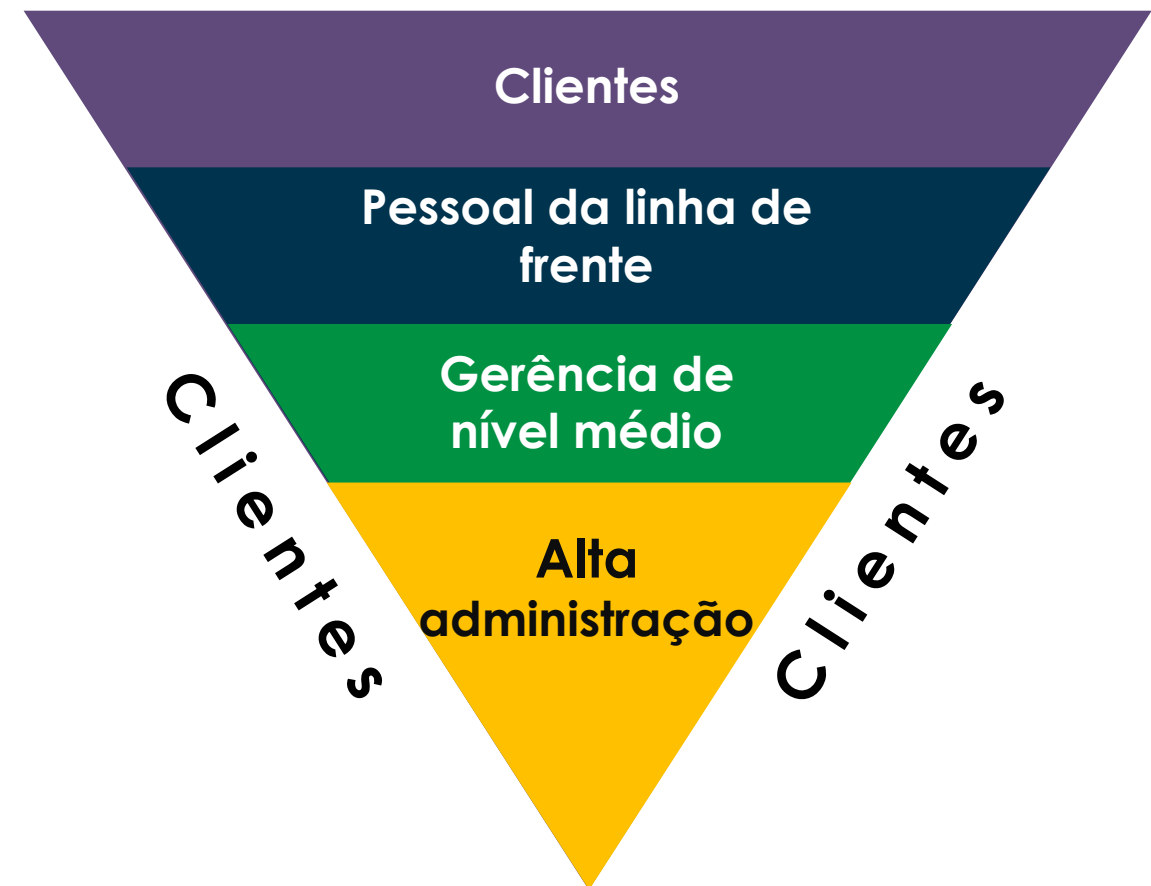 Clientes
Pessoal da linha de
frente
Gerência de
nível médio
Alta
administração
Clientes
Clientes